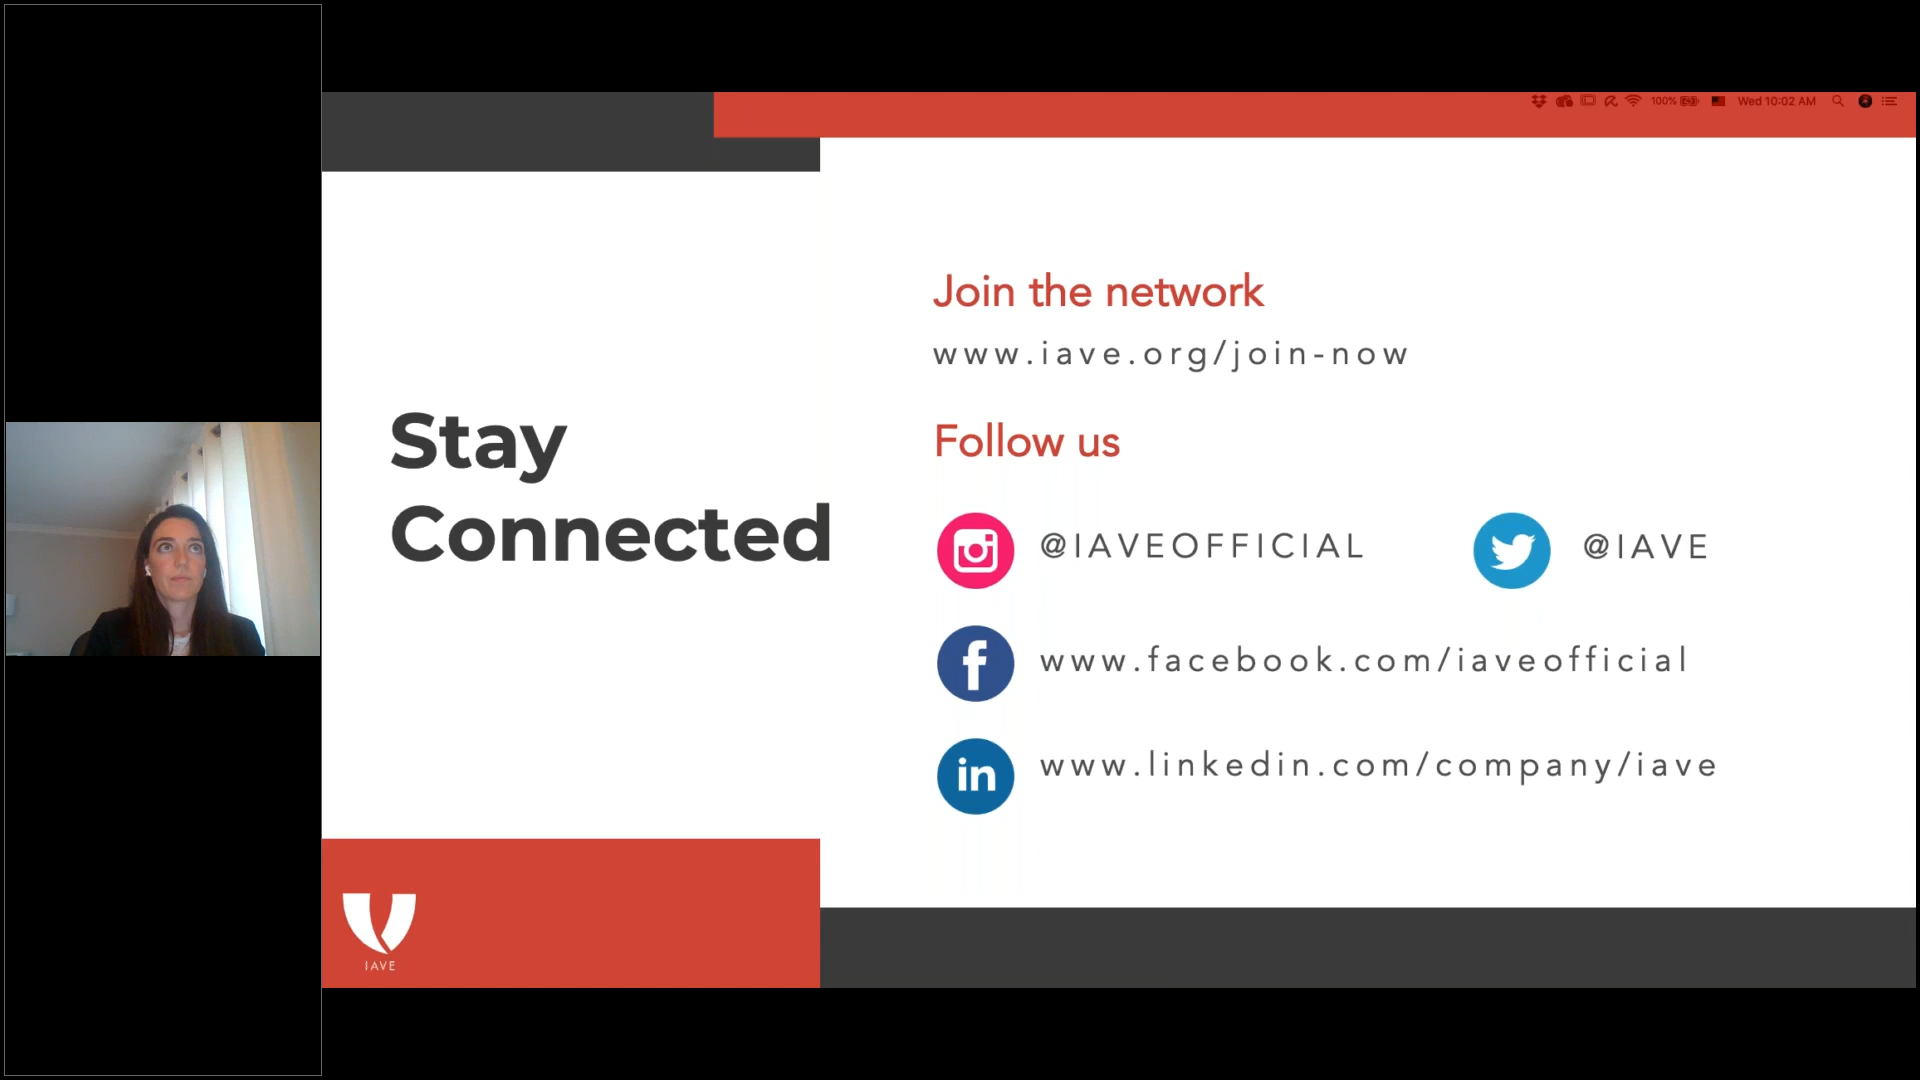 100% Wed 10:02 AM
Stay
Connected
Join the network
www.iave.org/join-now
Follow us
@IAVEOFFICIAL
@IAVE
www.facebook.com/iaveofficial
www.linkedin.com/company/iave
IAVE